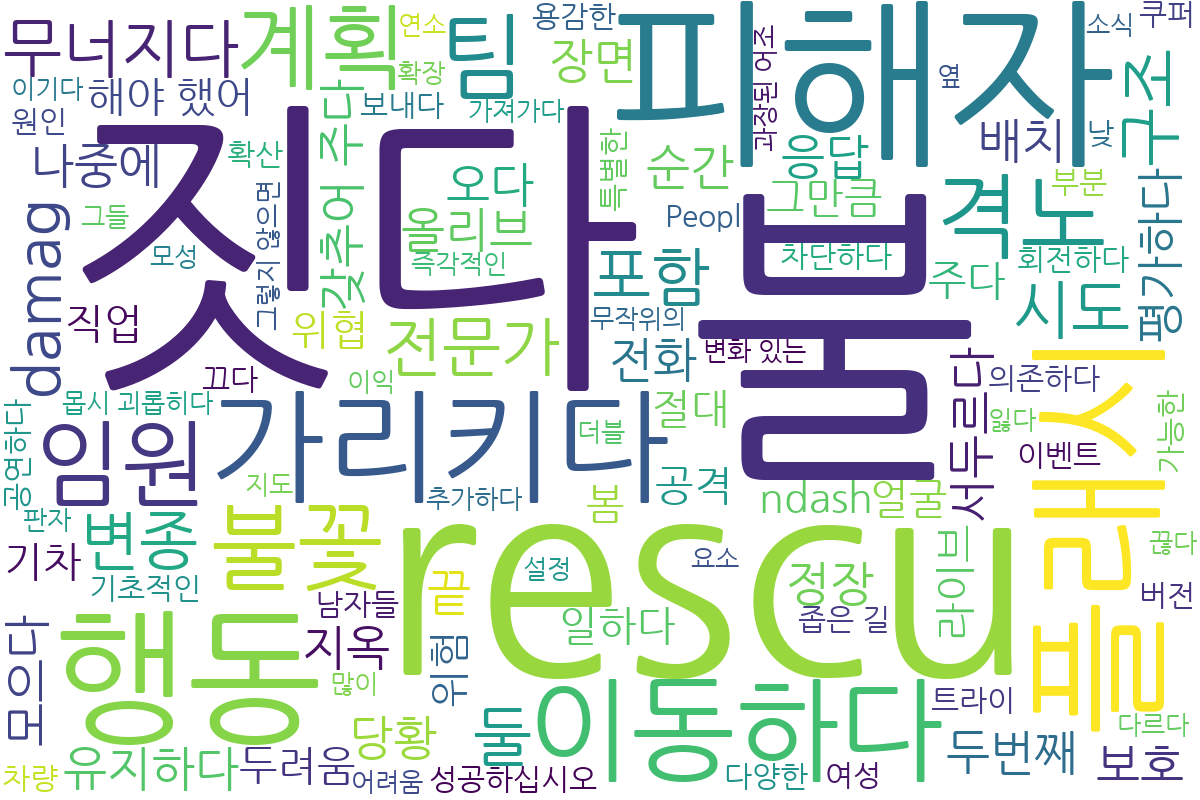 무너지다
계획
연소
팀
용감한
피해자
소식
쿠퍼
이기다
해야 했어
확장
장면
과장된 어조
옆
구조
원인
보내다
가져가다
나중에
확산
갖추어 주다
짓다
특별한
순간
응답
배치
낮
오다
그만큼
부분
damag
그들
그렇지 않으면
올리브
Peopl
불
격노
평가하다
모성
즉각적인
포함
차단하다
주다
회전하다
직업
위협
전문가
무작위의
시도
끄다
전화
변화 있는
몹시 괴롭히다
이익
가리키다
절대
서두르다
의존하다
플래시
공연하다
임원
더블
잃다
가능한
지도
추가하다
봄
공격
이벤트
판자
변종
불꽃
rescu
ndash
얼굴
기차
기초적인
설정
요소
라이브
끊다
남자들
끝
정장
버전
모으다
행동
지옥
위험
일하다
좁은 길
많이
이동하다
트라이
다르다
차량
유지하다
두려움
당황
둘
두번째
보호
어려움
성공하십시오
다양한
여성